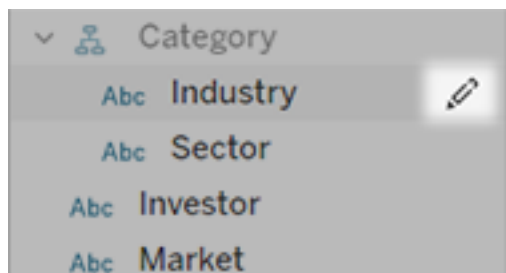 Category
Abc Industry
Abc Sector
Abc Investor
Abc Market